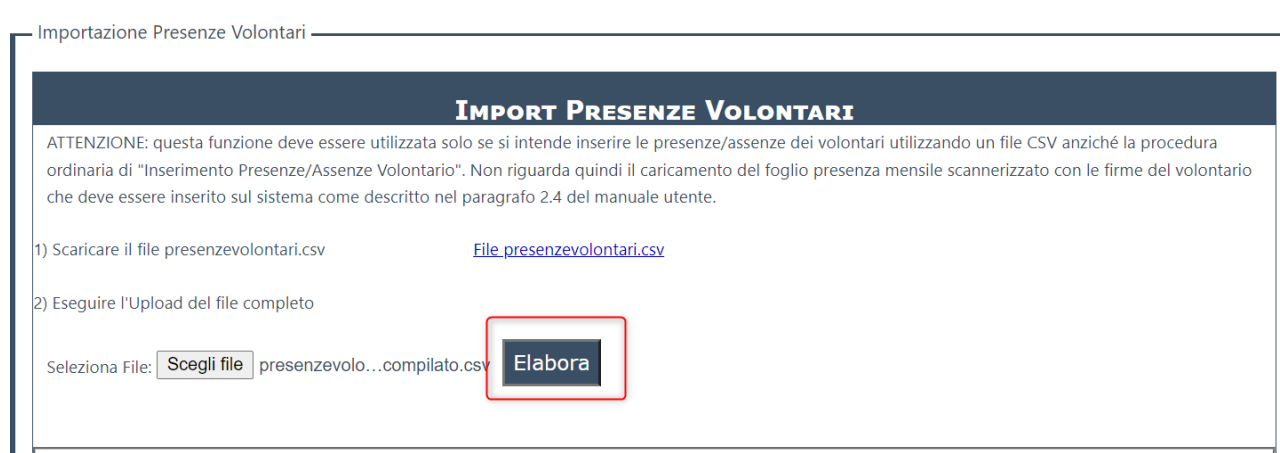 Importazione Presenze Volontari
Import Presenze Volontari
ATTENZIONE: questa funzione deve essere utilizzata solo se si intende inserire le presenze/assenze dei volontari utilizzando un file CSV anziché la procedura
ordinaria di "Inserimento Presenze/Assenze Volontario". Non riguarda quindi il caricamento del foglio presenza mensile scannerizzato con le firme del volontario
che deve essere inserito sul sistema come descritto nel paragrafo 2.4 del manuale utente.
1) Scaricare il file presenzevolontari.csv File presenzevolontari.csv
2) Eseguire l'Upload del file completo
Seleziona File: Scegli file presenzevolo...compilato.csv Elabora